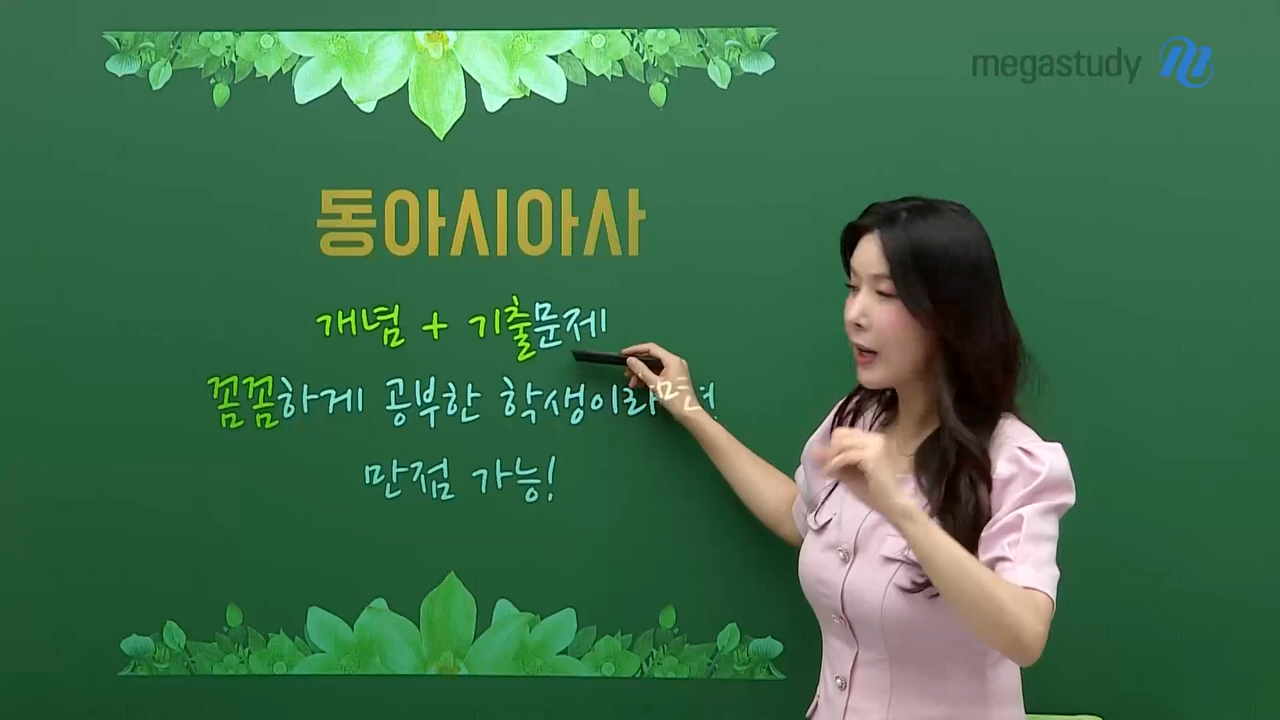 megastudy
동아시아사
개념 + 기출문제
꼼꼼하게 공부한 학생이라면
만점 가능!